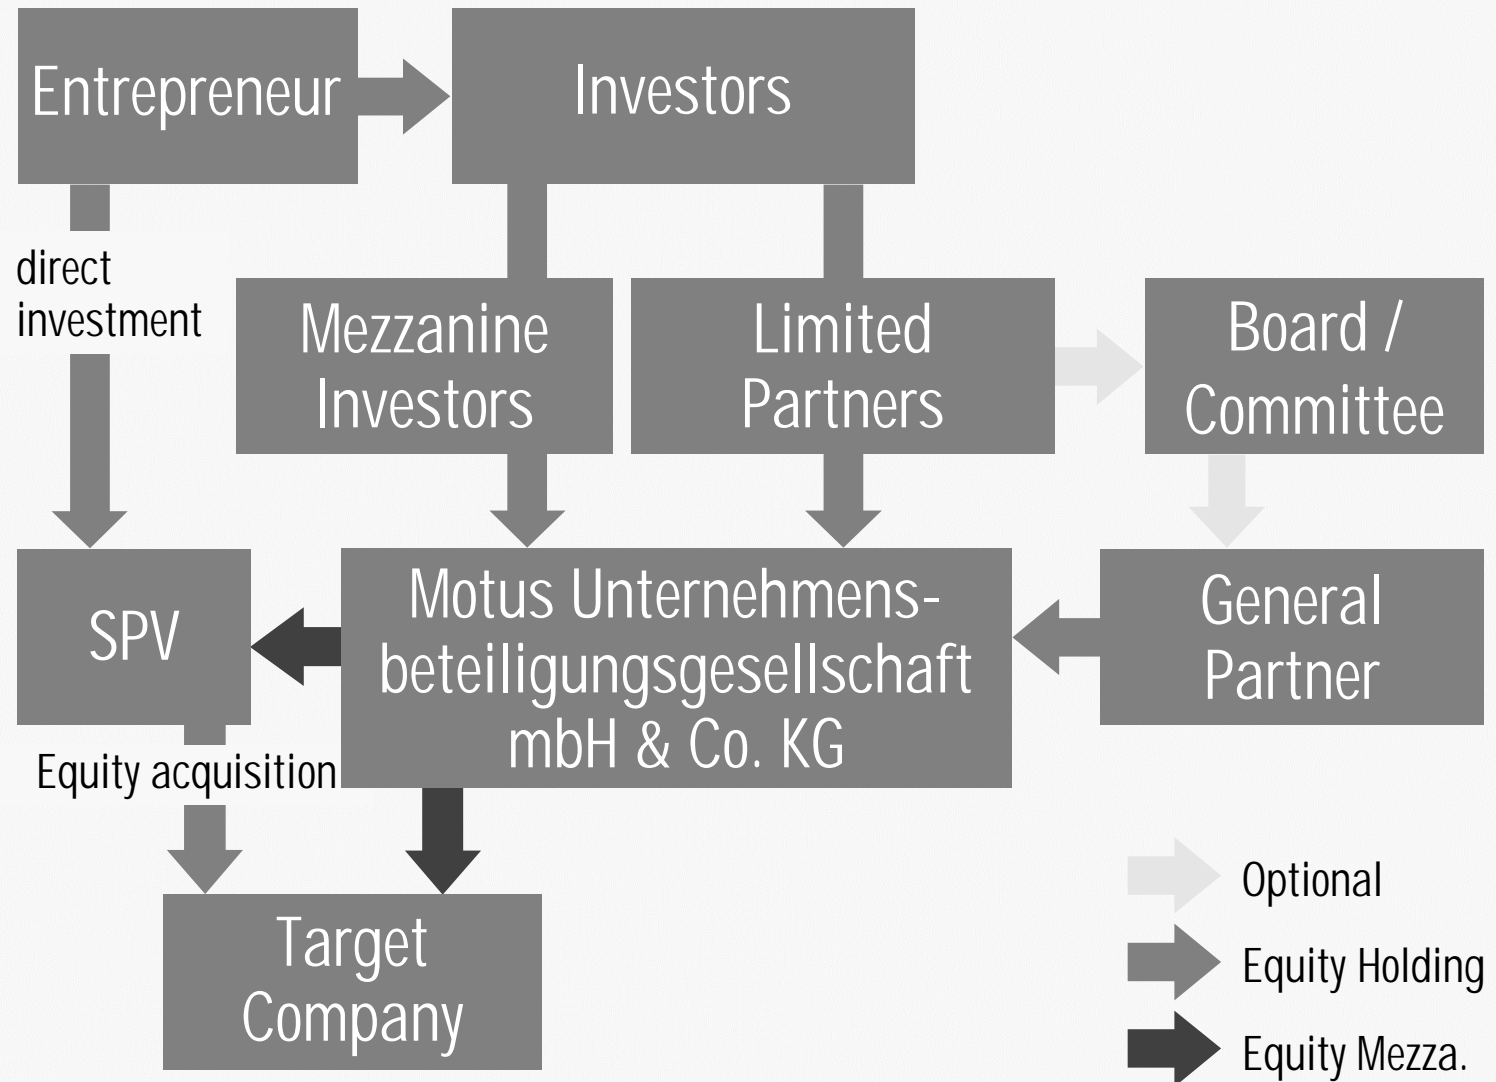 Entrepreneur
Investors
direct
investment
Mezzanine
Investors
Limited
Partners
Board /
Committee
SPV
Motus Unternehmens-
beteiligungsgesellschaft
mbH & Co. KG
General
Partner
Equity acquisition
Target
Company
Optional
Equity Holding
Equity Mezza.